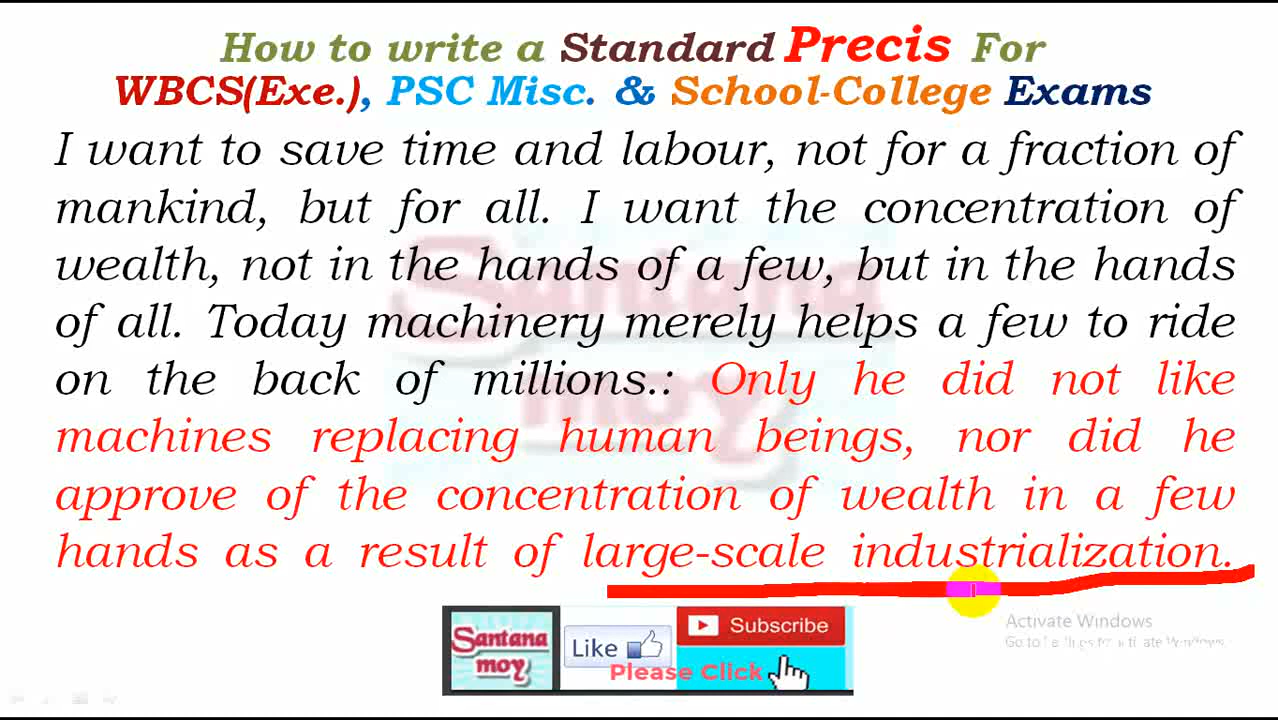 How to write a Standard Precis For
WBCS(Exe.), PSC Misc. & School-College Exams
I want to save time and labour, not for a fraction of
mankind, but for all. I want the concentration of
wealth, not in the hands of a few, but in the hands
of all. Today machinery merely helps a few to ride
on the back of millions.: Only he did not like
machines replacing human beings, nor did he
approve of the concentration of wealth in a few
hands as a result of large-scale industrialization.
Santana
moy
Santana
moy
Like
Subscribe
Please Click
Activate Windows
Go to